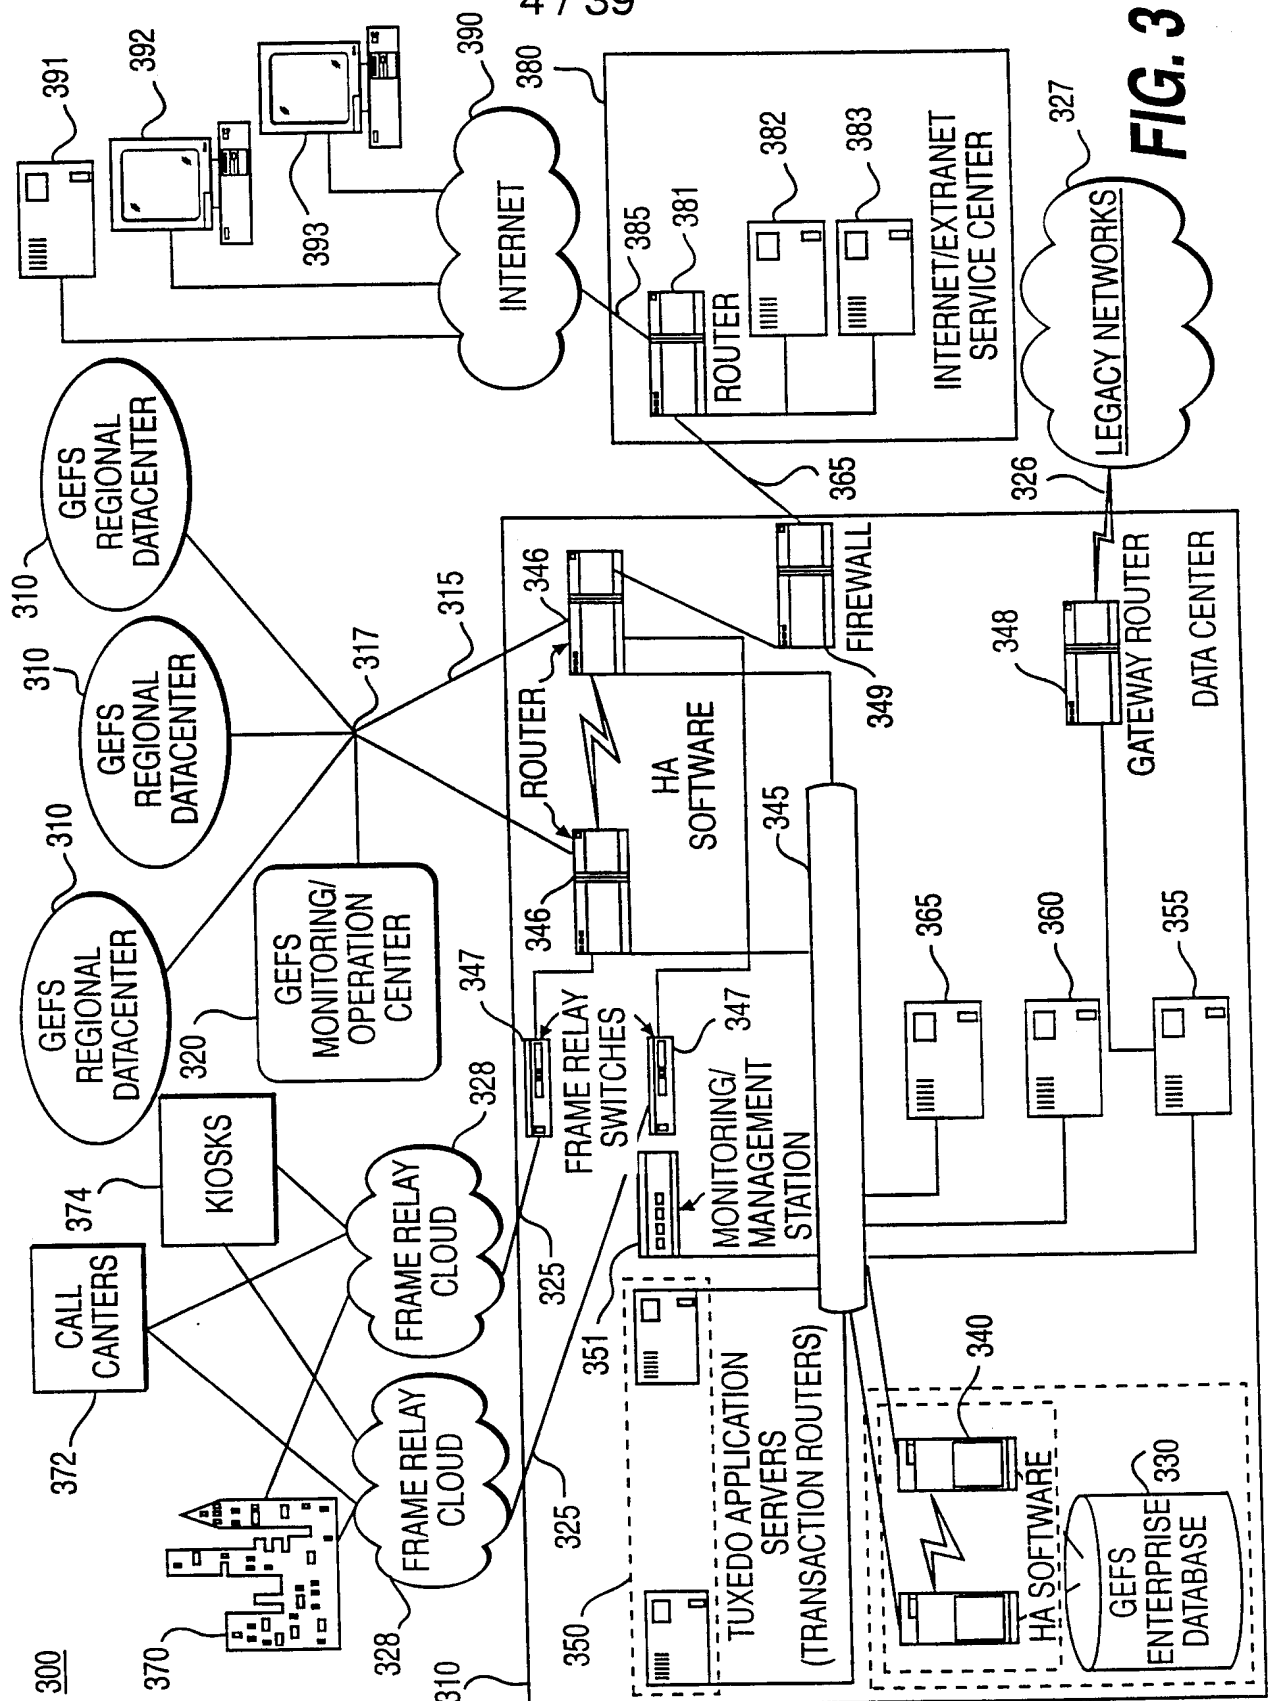 4 / 39
300
370
372
CALL
CANTERS
374
KIOSKS
328
FRAME RELAY
CLOUD
FRAME RELAY
CLOUD
328
325
325
310
GEFS
REGIONAL
DATACENTER
310
GEFS
REGIONAL
DATACENTER
310
GEFS
REGIONAL
DATACENTER
320
GEFS
MONITORING/
OPERATION
CENTER
317
315
391
392
393
390
INTERNET
380
385
381
ROUTER
382
383
INTERNET/EXTRANET
SERVICE CENTER
365
327
LEGACY NETWORKS
326
310
347
FRAME RELAY
SWITCHES
347
346
ROUTER
346
HA
SOFTWARE
FIREWALL
349
348
GATEWAY ROUTER
DATA CENTER
345
351
MONITORING/
MANAGEMENT
STATION
350
TUXEDO APPLICATION
SERVERS
(TRANSACTION ROUTERS)
365
360
355
340
HA SOFTWARE
330
GEFS
ENTERPRISE
DATABASE
FIG. 3